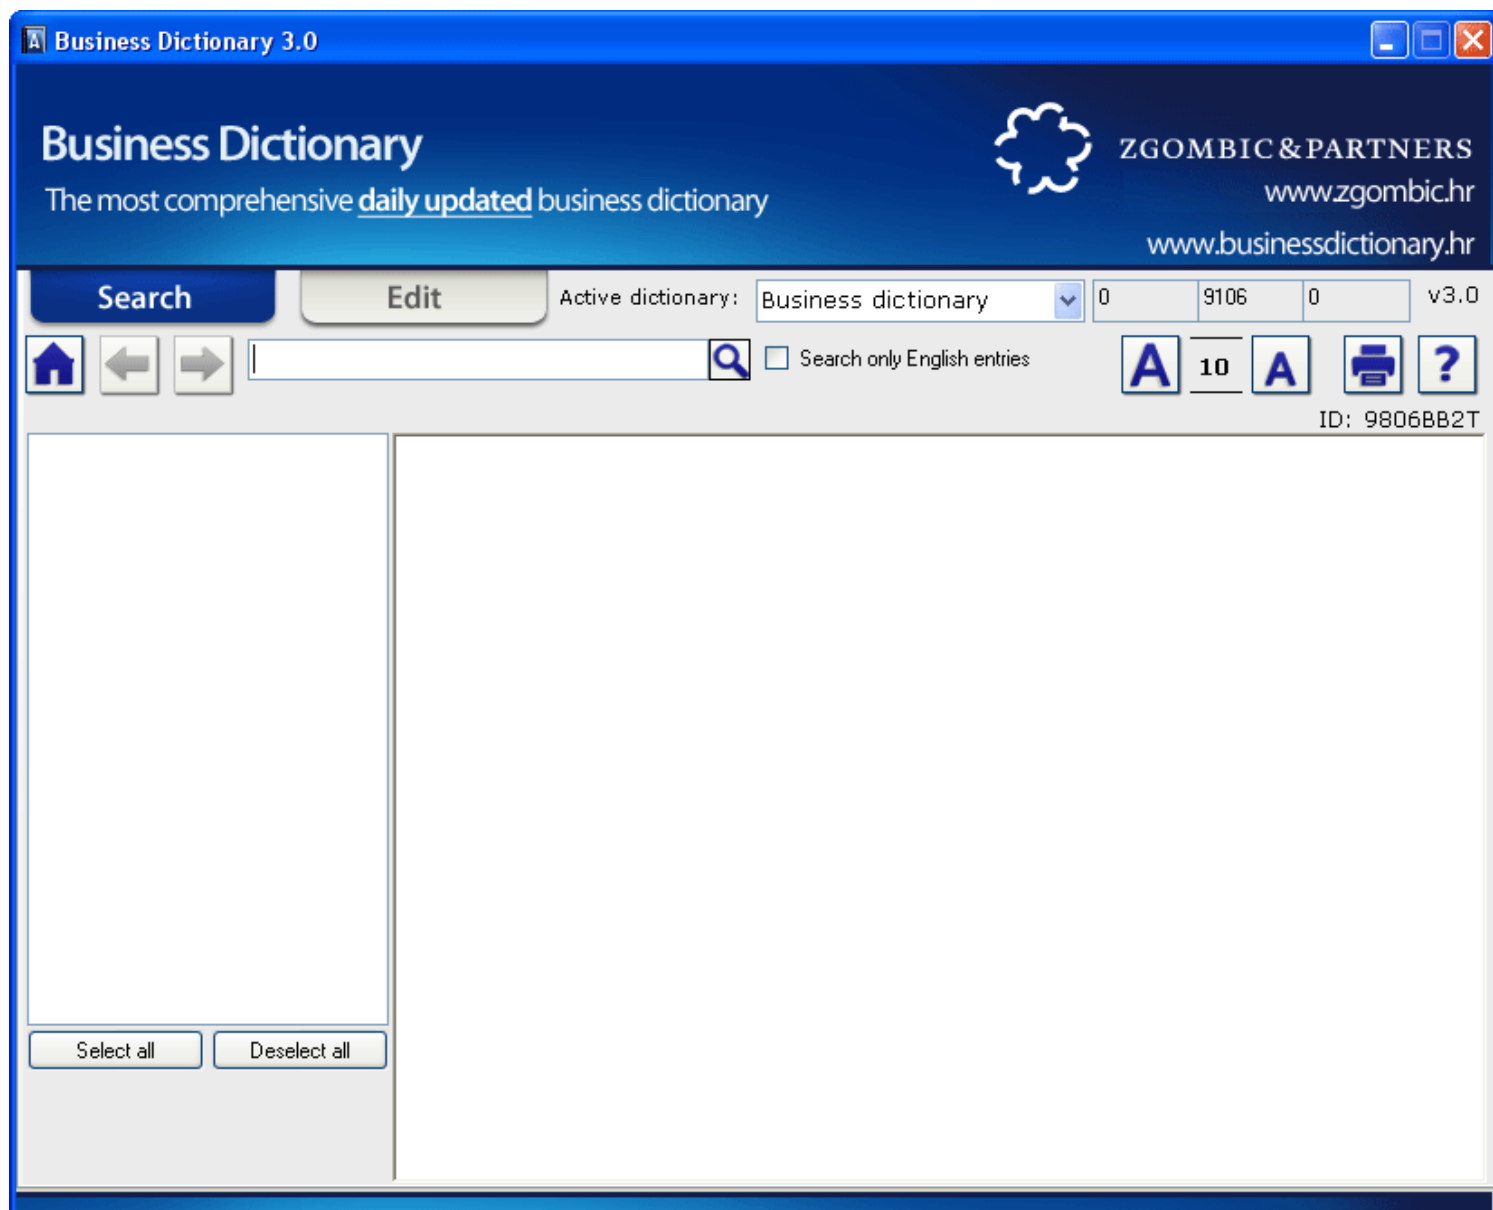 Business Dictionary 3.0
Business Dictionary
The most comprehensive daily updated business dictionary
ZGOMBIC&PARTNERS
www.zgombic.hr
www.businessdictionary.hr
Search
Edit
Active dictionary:
Business dictionary
0
9106
0
v3.0
Search only English entries
A
10
A
?
ID: 9806BB2T
Select all
Deselect all